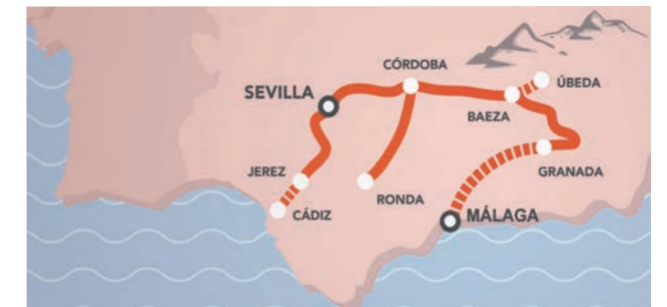 CÓRDOBA
SEVILLA
ÚBEDA
BAEZA
JEREZ
GRANADA
RONDA
CÁDIZ
MÁLAGA